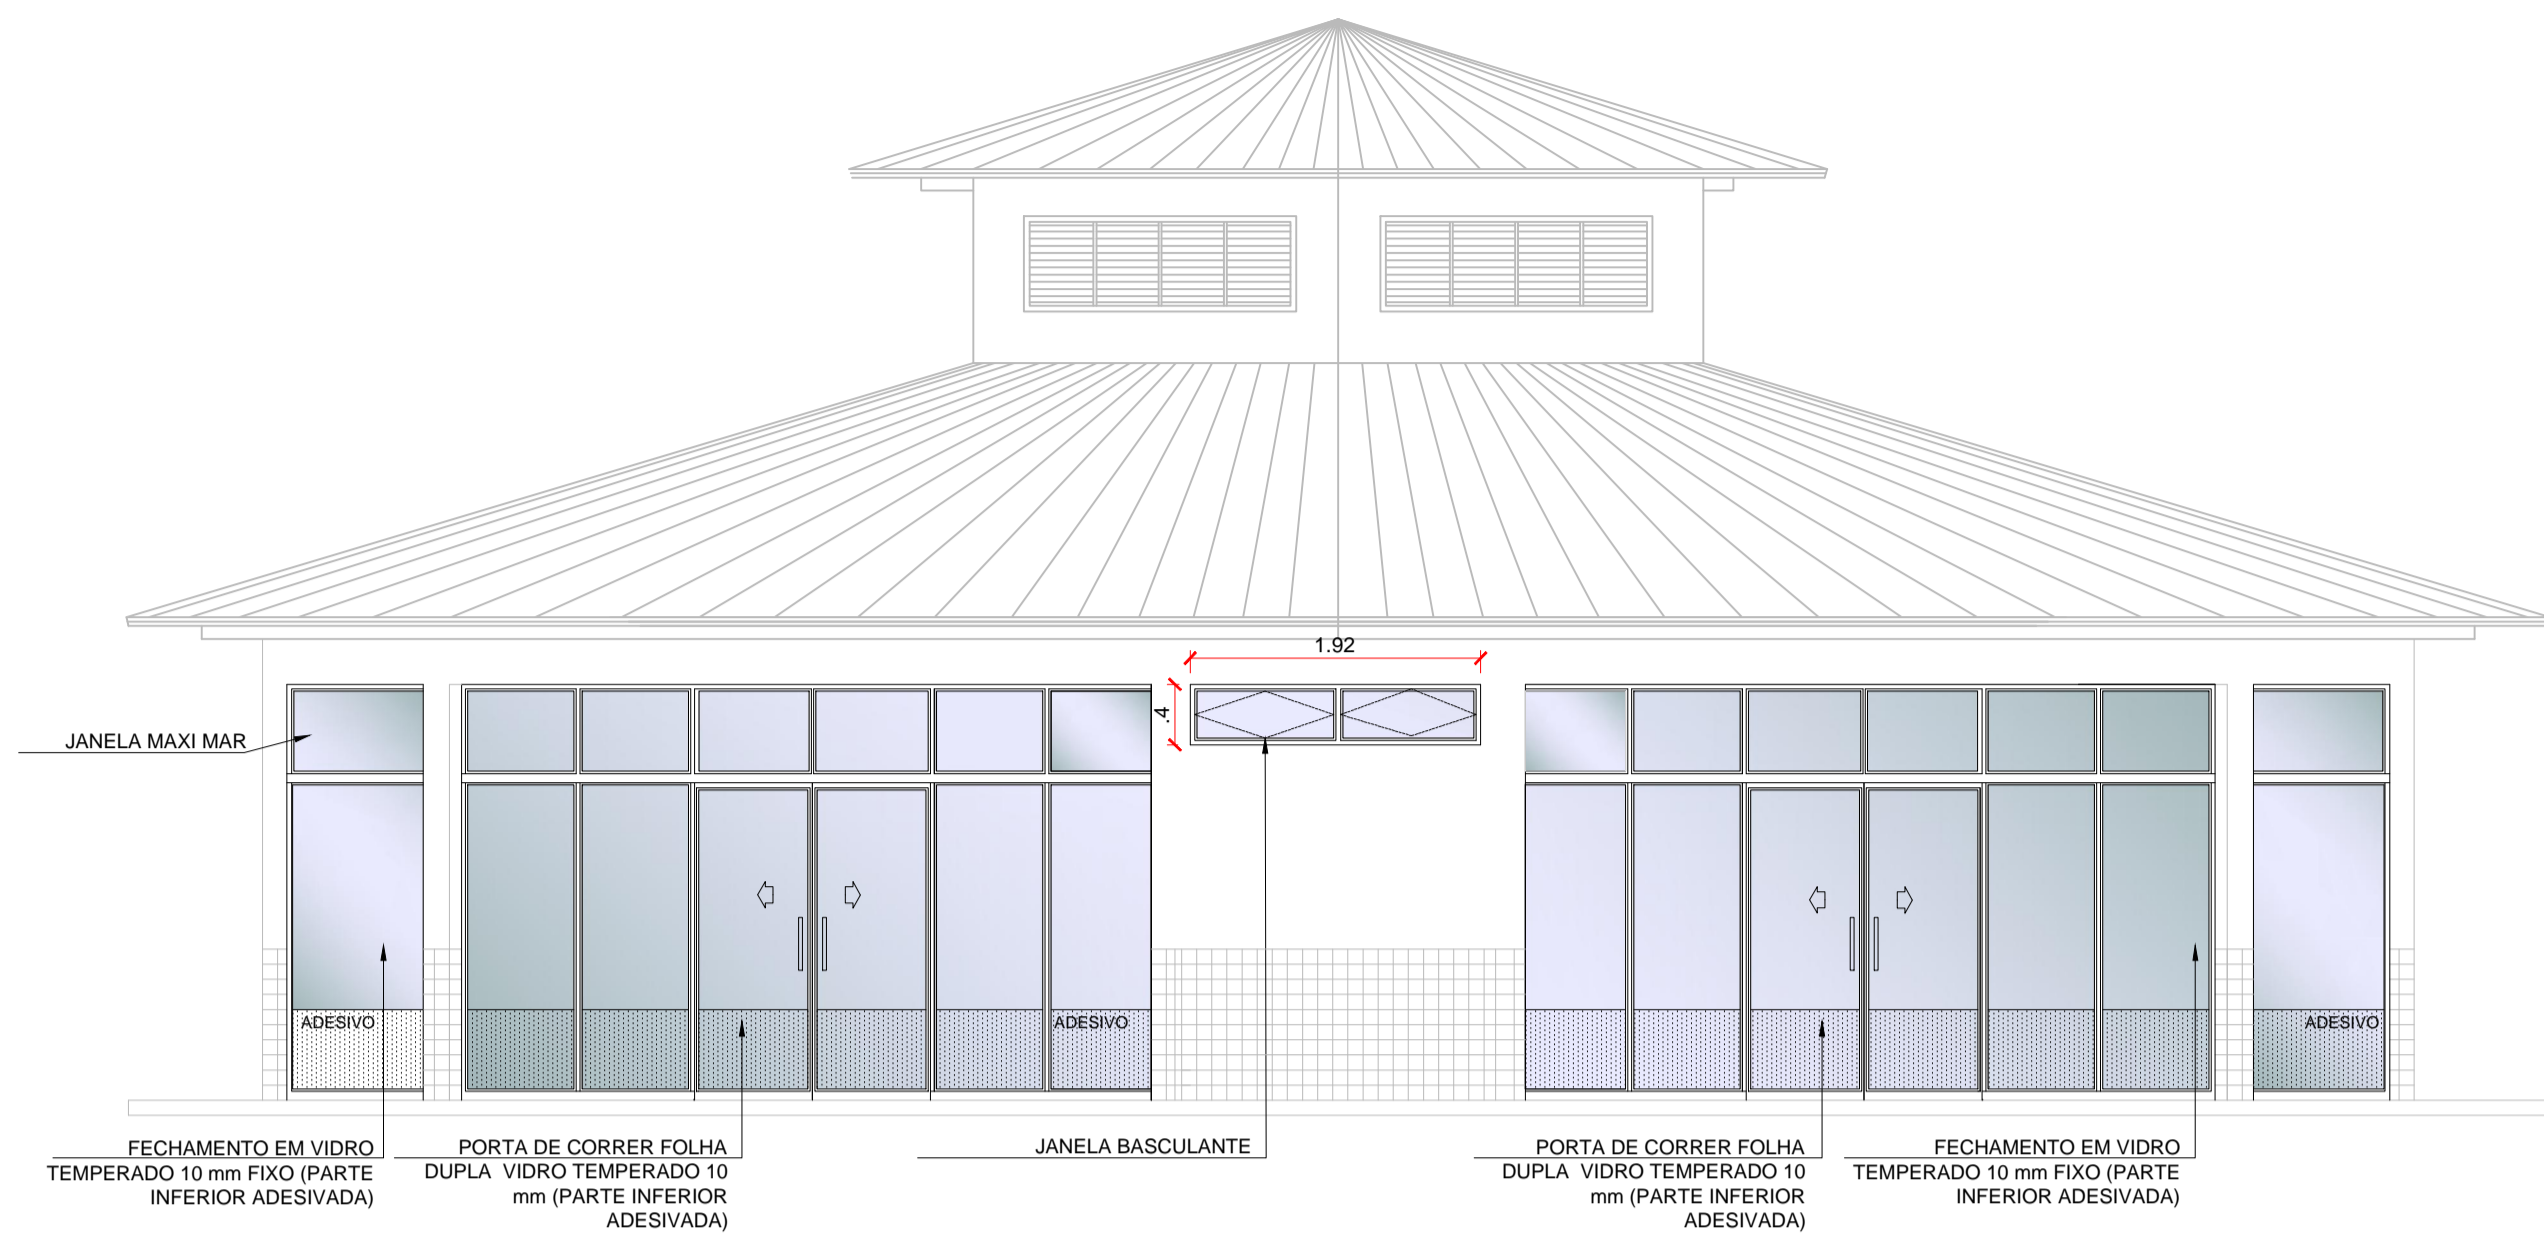 1.92
.4
JANELA MAXI MAR
ADESIVO
ADESIVO
ADESIVO
FECHAMENTO EM VIDRO
TEMPERADO 10 mm FIXO (PARTE
INFERIOR ADESIVADA)
PORTA DE CORRER FOLHA
DUPLA VIDRO TEMPERADO 10
mm (PARTE INFERIOR
ADESIVADA)
JANELA BASCULANTE
PORTA DE CORRER FOLHA
DUPLA VIDRO TEMPERADO 10
mm (PARTE INFERIOR
ADESIVADA)
FECHAMENTO EM VIDRO
TEMPERADO 10 mm FIXO (PARTE
INFERIOR ADESIVADA)